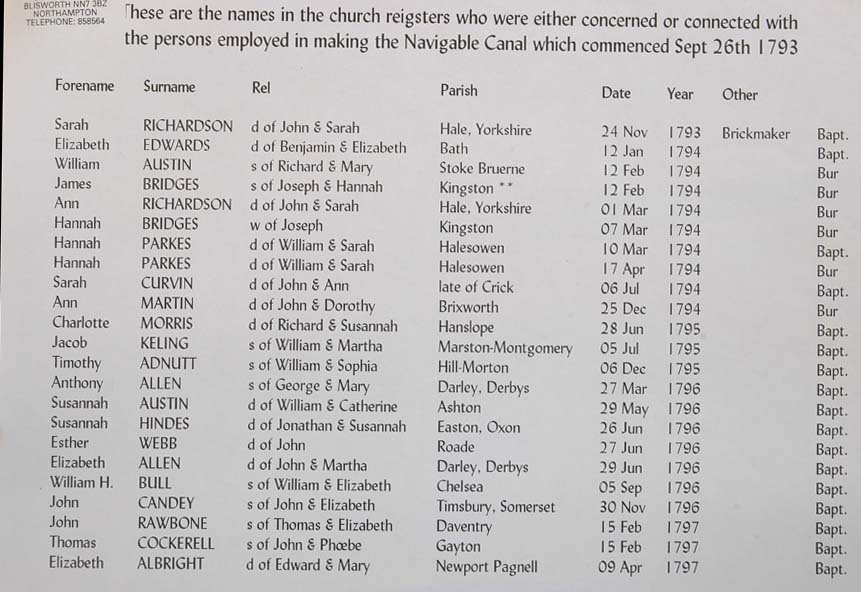 BLISWORTH NN7 3BZ
NORTHAMPTON
TELEPHONE: 858564
These are the names in the church reigsters who were either concerned or connected with
the persons employed in making the Navigable Canal which commenced Sept 26th 1793
Forename Surname Rel Parish Date Year Other
Sarah RICHARDSON d of John & Sarah Hale, Yorkshire 24 Nov 1793 Brickmaker Bapt.
Elizabeth EDWARDS d of Benjamin & Elizabeth Bath 12 Jan 1794 Bapt.
William AUSTIN s of Richard & Mary Stoke Bruerne 12 Feb 1794 Bur
James BRIDGES s of Joseph & Hannah Kingston ** 12 Feb 1794 Bur
Ann RICHARDSON d of John & Sarah Hale, Yorkshire 01 Mar 1794 Bur
Hannah BRIDGES w of Joseph Kingston 07 Mar 1794 Bur
Hannah PARKES d of William & Sarah Halesowen 10 Mar 1794 Bapt.
Hannah PARKES d of William & Sarah Halesowen 17 Apr 1794 Bur
Sarah CURVIN d of John & Ann late of Crick 06 Jul 1794 Bapt.
Ann MARTIN d of John & Dorothy Brixworth 25 Dec 1794 Bur
Charlotte MORRIS d of Richard & Susannah Hanslope 28 Jun 1795 Bapt.
Jacob KELING s of William & Martha Marston-Montgomery 05 Jul 1795 Bapt.
Timothy ADNUTT s of William & Sophia Hill-Morton 06 Dec 1795 Bapt.
Anthony ALLEN s of George & Mary Darley, Derbys 27 Mar 1796 Bapt.
Susannah AUSTIN d of William & Catherine Ashton 29 May 1796 Bapt.
Susannah HINDES d of Jonathan & Susannah Easton, Oxon 26 Jun 1796 Bapt.
Esther WEBB d of John Roade 27 Jun 1796 Bapt.
Elizabeth ALLEN d of John & Martha Darley, Derbys 29 Jun 1796 Bapt.
William H. BULL s of William & Elizabeth Chelsea 05 Sep 1796 Bapt.
John CANDEY s of John & Elizabeth Timsbury, Somerset 30 Nov 1796 Bapt.
John RAWBONE s of Thomas & Elizabeth Daventry 15 Feb 1797 Bapt.
Thomas COCKERELL s of John & Phœbe Gayton 15 Feb 1797 Bapt.
Elizabeth ALBRIGHT d of Edward & Mary Newport Pagnell 09 Apr 1797 Bapt.